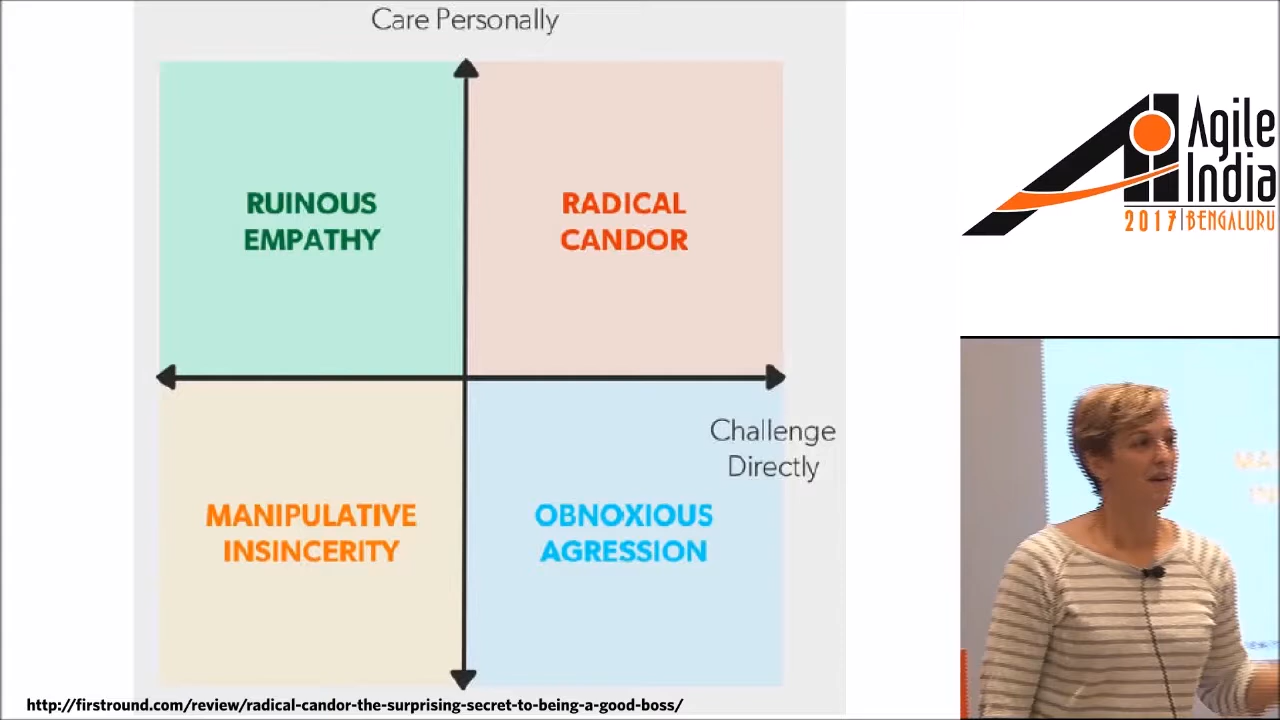 Care Personally
RUINOUS
EMPATHY
RADICAL
CANDOR
Challenge
Directly
MANIPULATIVE
INSINCERITY
OBNOXIOUS
AGRESSION
http://firstround.com/review/radical-candor-the-surprising-secret-to-being-a-good-boss/
Agile
India
2017 | BENGALURU